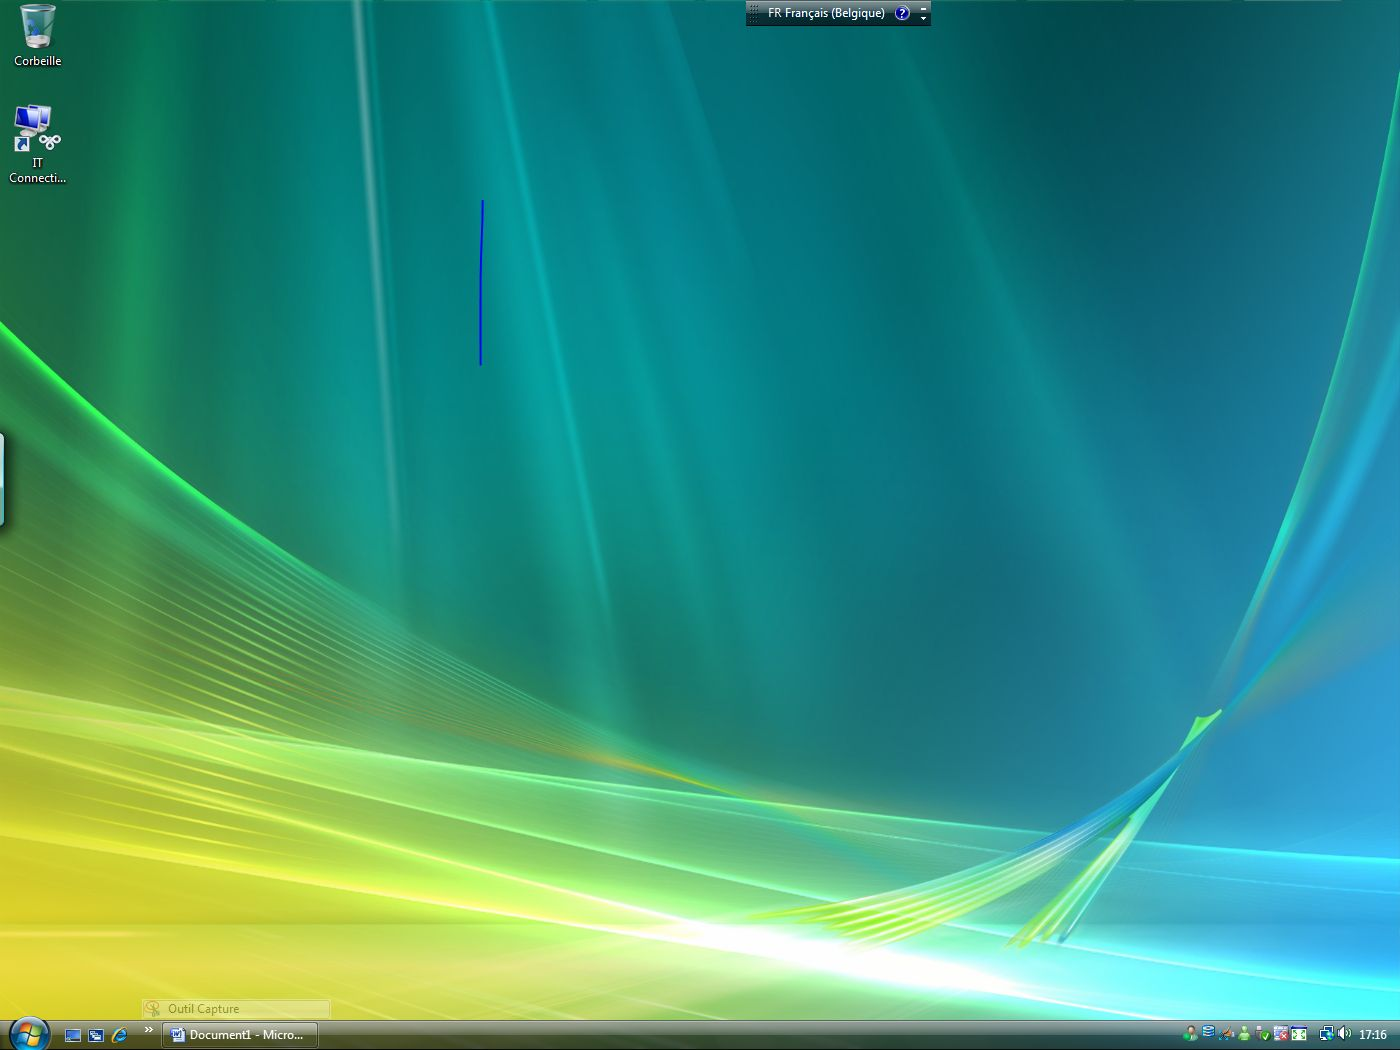 FR Français (Belgique)
Corbeille
IT
Connecti...
Outil Capture
Document1 - Micro...
17:16